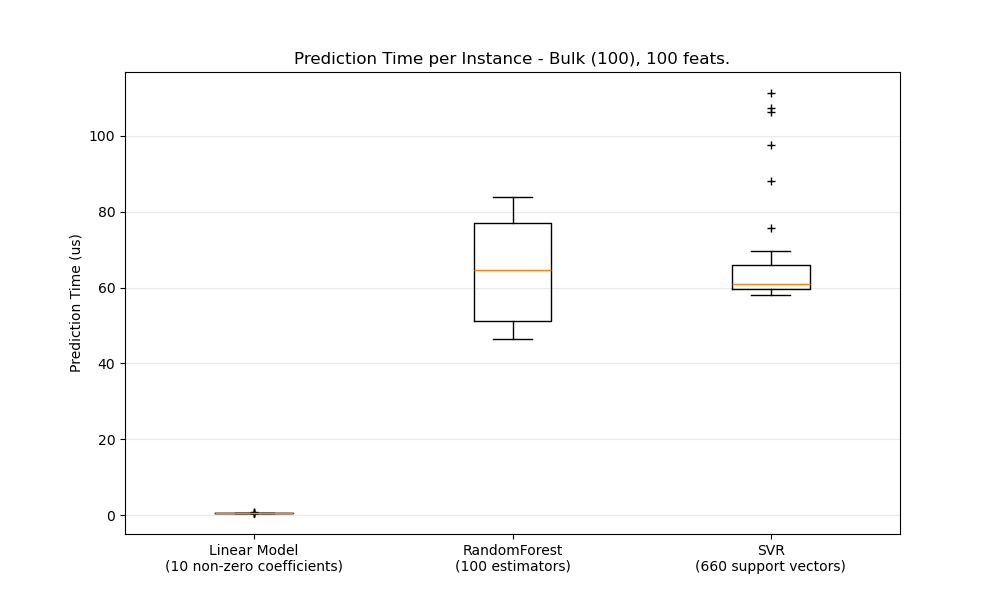 Prediction Time per Instance - Bulk (100), 100 feats.
Prediction Time (us)
100
80
60
40
20
0
Linear Model
(10 non-zero coefficients)
RandomForest
(100 estimators)
SVR
(660 support vectors)